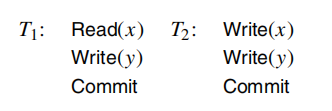 T₁: Read(x) T₂: Write(x)
Write(y) Write(y)
Commit Commit